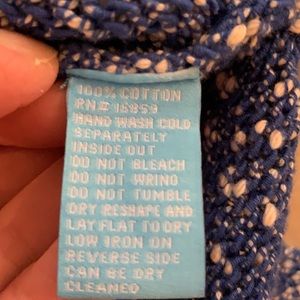 100% COTTON
RN# 16859
HAND WASH COLD
SEPARATELY
INSIDE OUT
DO NOT BLEACH
DO NOT WRING
DO NOT TUMBLE
DRY RESHAPE AND
LAY FLAT TO DRY
LOW IRON ON
REVERSE SIDE
CAN BE DRY
CLEANED